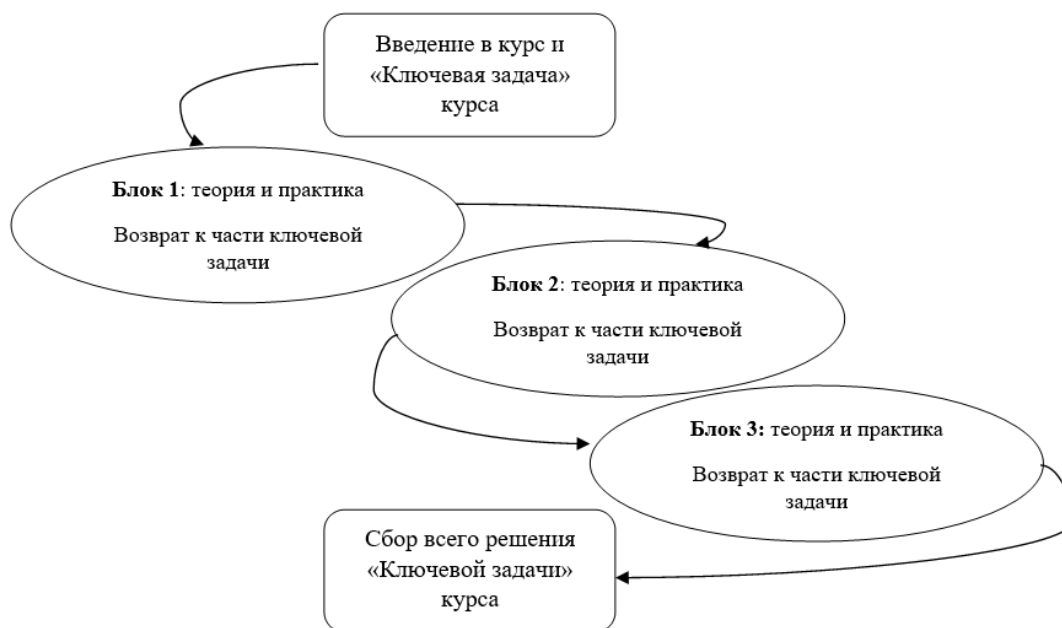 Введение в курс и
«Ключевая задача»
курса
Блок 1: теория и практика
Возврат к части ключевой
задачи
Блок 2: теория и практика
Возврат к части ключевой
задачи
Блок 3: теория и практика
Возврат к части ключевой
задачи
Сбор всего решения
«Ключевой задачи»
курса